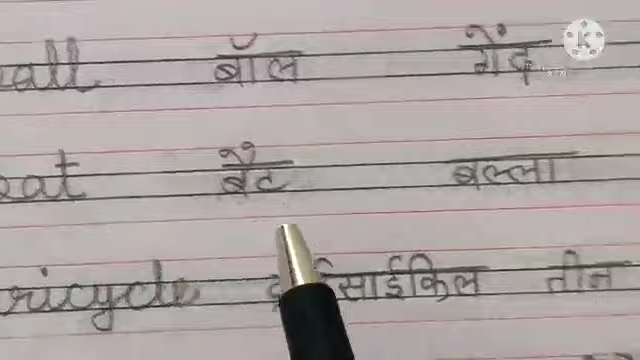 all बॉल गेंद
at बैट बल्ला
ricycle साईकिल तीन